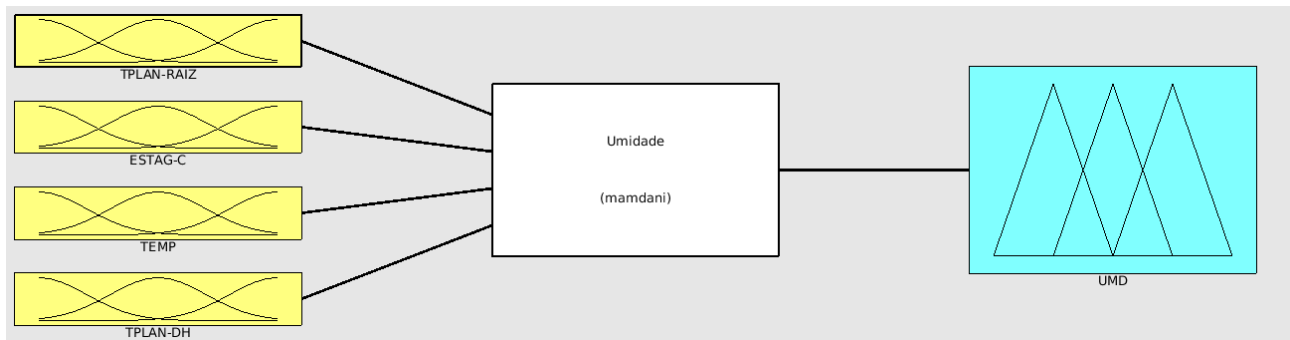 TPLAN-RAIZ
ESTAG-C
TEMP
TPLAN-DH
Umidade
(mamdani)
UMD